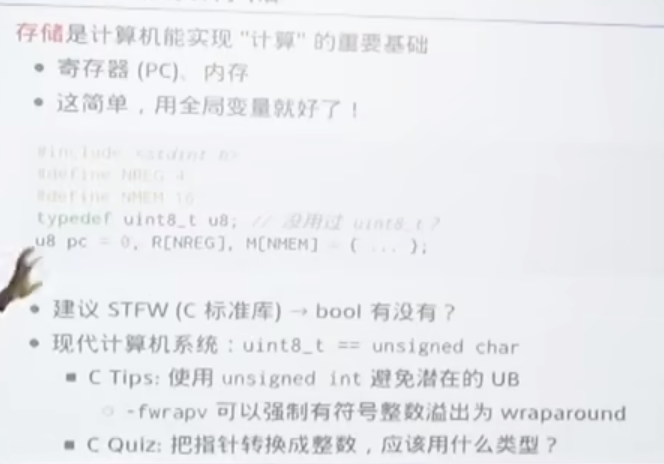 存储是计算机能实现 "计算" 的重要基础
• 寄存器 (PC)、内存
• 这简单，用全局变量就好了！
#include <stdint.h>
#define NREG 4
#define NMEM 16
typedef uint8_t u8; // 没用过 uint8_t？
u8 pc = 0, R[NREG], M[NMEM] = { ... };
• 建议 STFW (C 标准库) → bool 有没有？
• 现代计算机系统：uint8_t == unsigned char
▪ C Tips: 使用 unsigned int 避免潜在的 UB
○ -fwrapv 可以强制有符号整数溢出为 wraparound
▪ C Quiz: 把指针转换成整数，应该用什么类型？